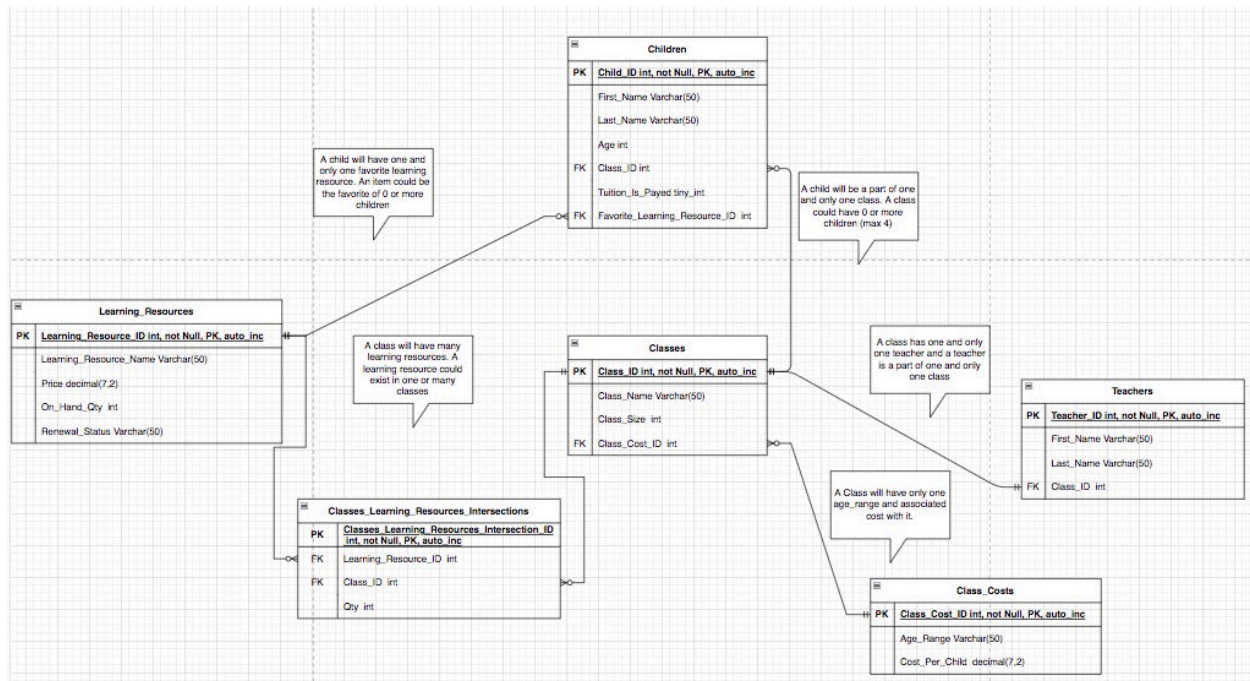 Children
PK Child_ID int, not Null, PK, auto_inc
First_Name Varchar(50)
Last_Name Varchar(50)
Age int
FK Class_ID int
Tuition_Is_Payed tiny_int
FK Favorite_Learning_Resource_ID int
A child will have one and
only one favorite learning
resource. An item could be
the favorite of 0 or more
children
A child will be a part of one
and only one class. A class
could have 0 or more
children (max 4)
Learning_Resources
PK Learning_Resource_ID int, not Null, PK, auto_inc
Learning_Resource_Name Varchar(50)
Price decimal(7,2)
On_Hand_Qty int
Renewal_Status Varchar(50)
A class will have many
learning resources. A
learning resource could
exist in one or many
classes
Classes
PK Class_ID int, not Null, PK, auto_inc
Class_Name Varchar(50)
Class_Size int
FK Class_Cost_ID int
A class has one and only
one teacher and a teacher
is a part of one and only
one class
Teachers
PK Teacher_ID int, not Null, PK, auto_inc
First_Name Varchar(50)
Last_Name Varchar(50)
FK Class_ID int
Classes_Learning_Resources_Intersections
PK Classes_Learning_Resources_Intersection_ID
int, not Null, PK, auto_inc
FK Learning_Resource_ID int
FK Class_ID int
Qty int
A Class will have only one
age_range and associated
cost with it.
Class_Costs
PK Class_Cost_ID int, not Null, PK, auto_inc
Age_Range Varchar(50)
Cost_Per_Child decimal(7,2)